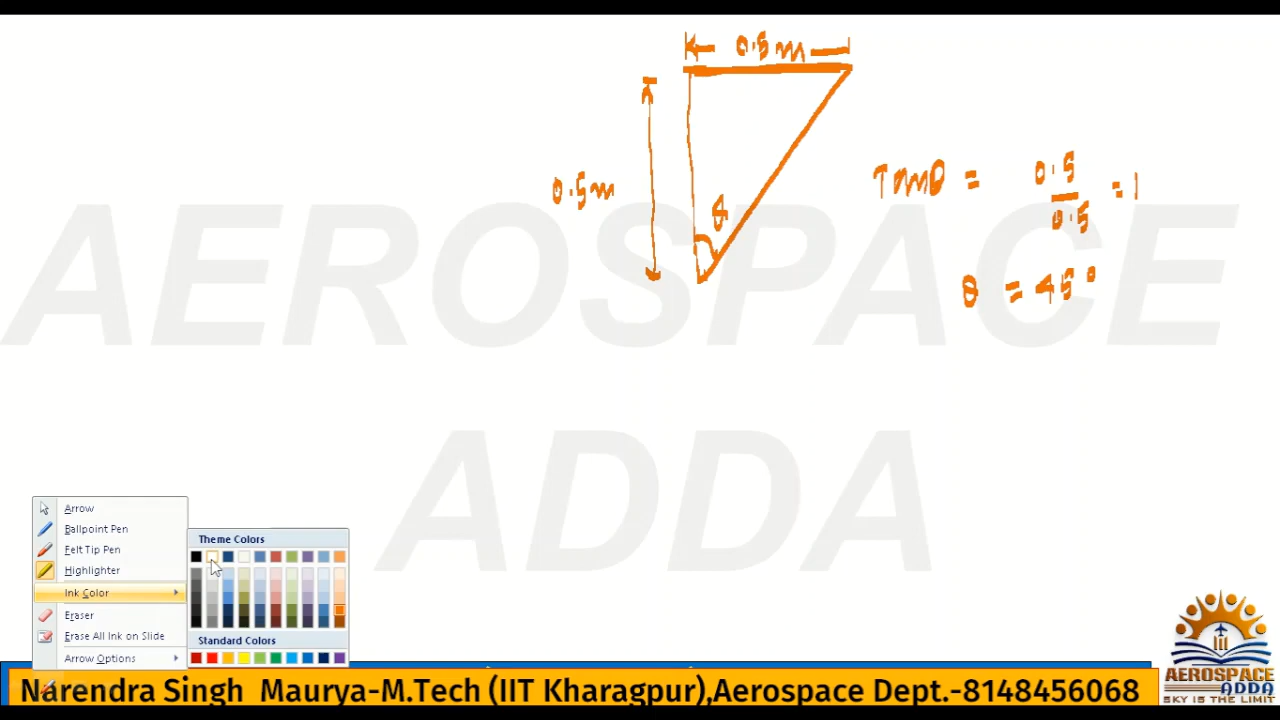 0.5m
0.5m
θ
Tanθ = 0.5 / 0.5 = 1
θ = 45°
AEROSPACE
ADDA
Arrow
Ballpoint Pen
Felt Tip Pen
Highlighter
Ink Color
Eraser
Erase All Ink on Slide
Arrow Options
Theme Colors
Standard Colors
Narendra Singh Maurya-M.Tech (IIT Kharagpur),Aerospace Dept.-8148456068
AEROSPACE
ADDA
SKY IS THE LIMIT